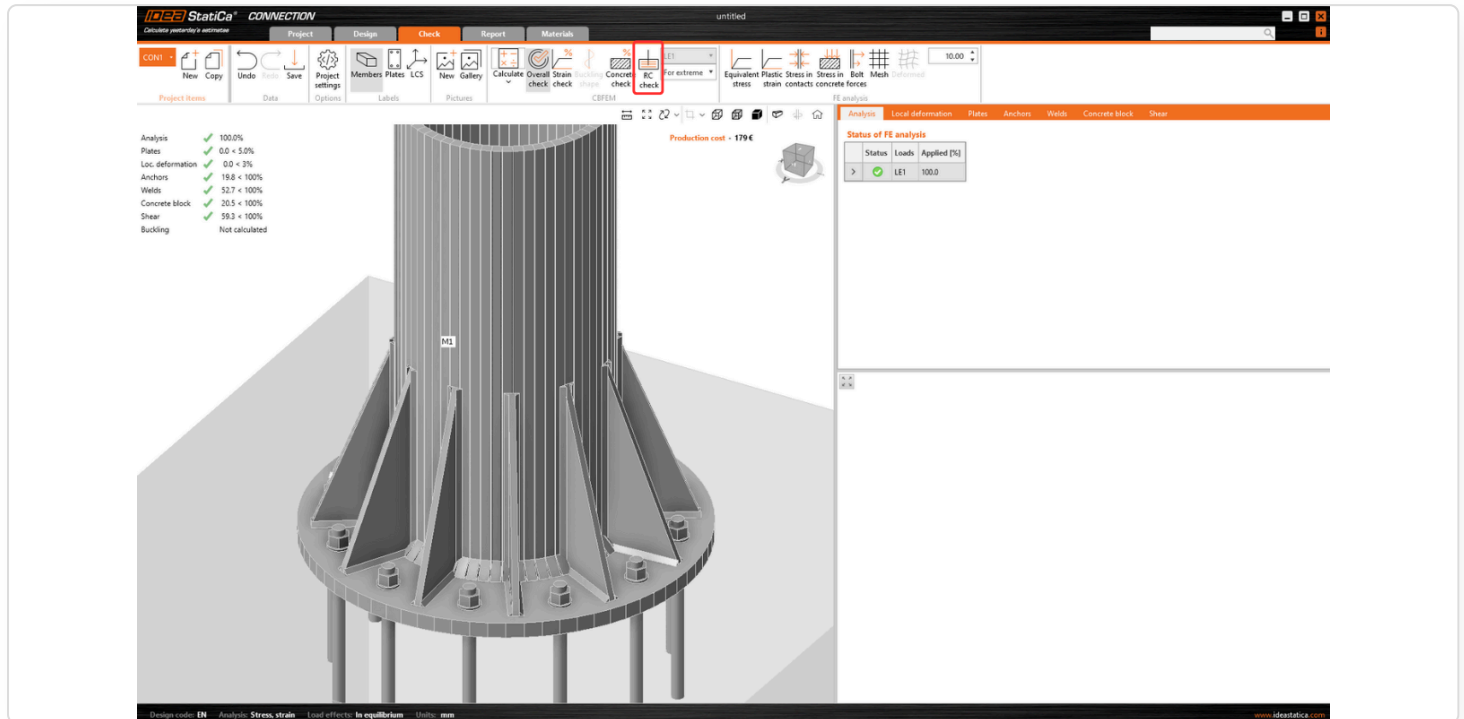 IDEA StatiCa® CONNECTION
untitled
Calculate yesterday's estimates
Project Design Check Report Materials
CON1
New Copy Undo Redo Save Project settings Members Plates LCS New Gallery Calculate Overall check Strain check Buckling shape Concrete check RC check LE1 For extreme Equivalent stress Plastic strain Stress in contacts Stress in concrete Bolt forces Mesh Deformed 10.00
Project items Data Options Labels Pictures CBFEM FE analysis
Analysis 100.0%
Plates 0.0 < 5.0%
Loc. deformation 0.0 < 3%
Anchors 19.8 < 100%
Welds 52.7 < 100%
Concrete block 20.5 < 100%
Shear 59.3 < 100%
Buckling Not calculated
Production cost - 179 €
M1
Analysis Local deformation Plates Anchors Welds Concrete block Shear
Status of FE analysis
Status Loads Applied [%]
> LE1 100.0
Design code: EN Analysis: Stress, strain Load effects: In equilibrium Units: mm
www.ideastatica.com